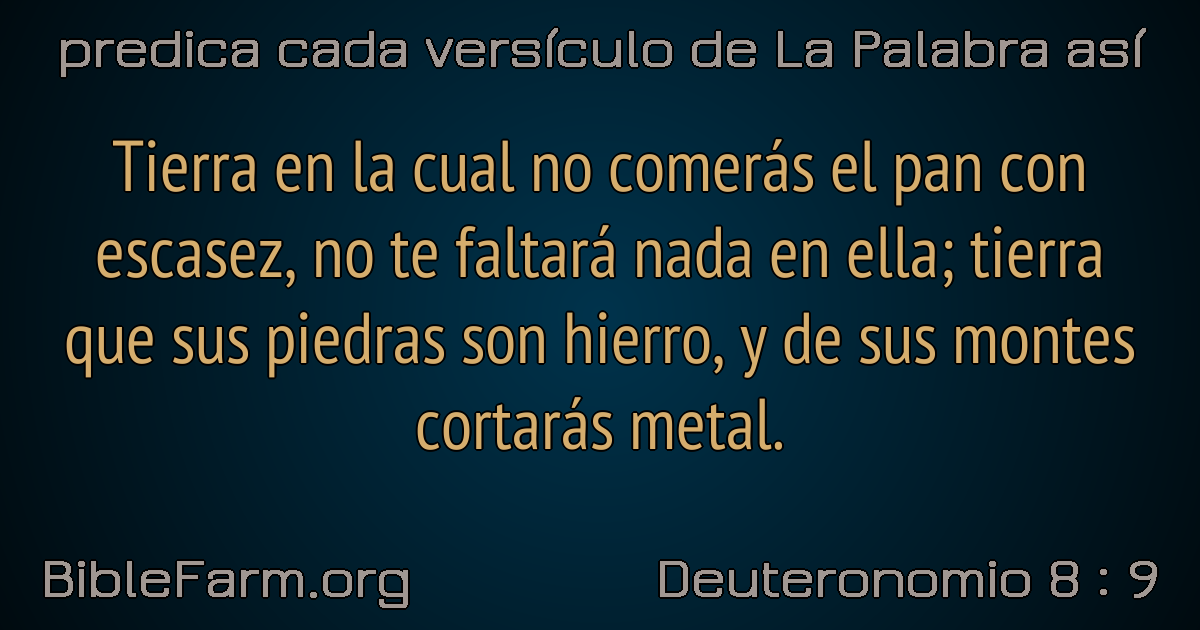 predica cada versículo de La Palabra así
Tierra en la cual no comerás el pan con
escasez, no te faltará nada en ella; tierra
que sus piedras son hierro, y de sus montes
cortarás metal.
BibleFarm.org
Deuteronomio 8 : 9